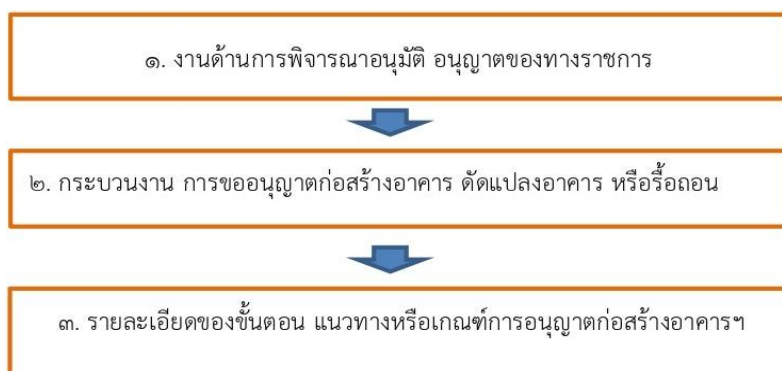 ๑. งานด้านการพิจารณาอนุมัติ อนุญาตของทางราชการ
๒. กระบวนงาน การขออนุญาตก่อสร้างอาคาร ดัดแปลงอาคาร หรือรื้อถอน
๓. รายละเอียดของขั้นตอน แนวทางหรือเกณฑ์การอนุญาตก่อสร้างอาคารฯ